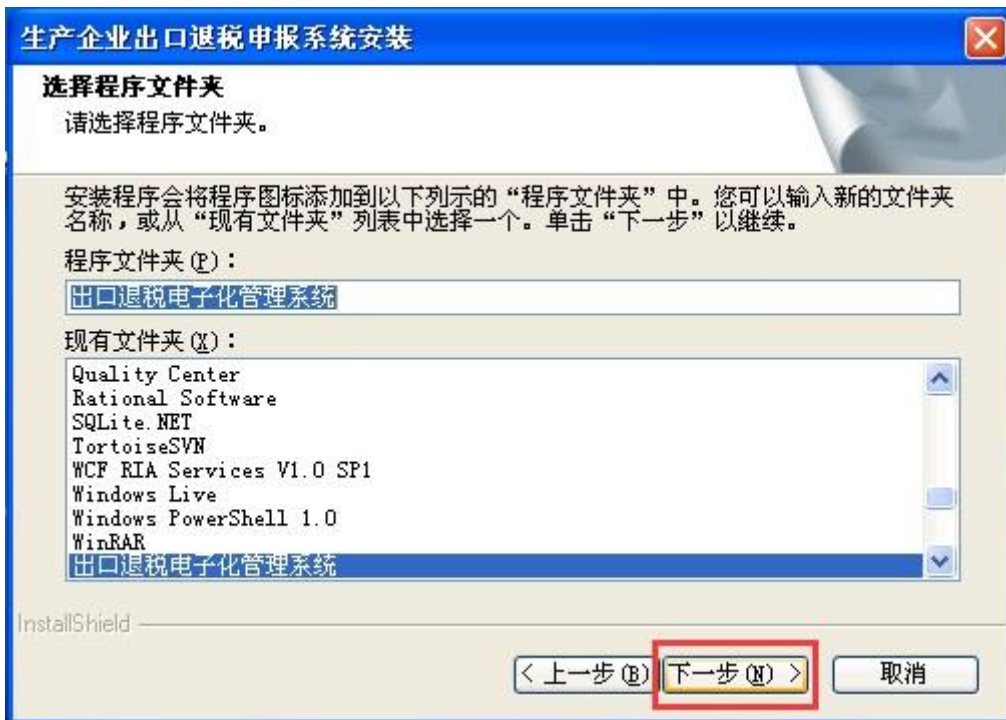 生产企业出口退税申报系统安装
选择程序文件夹
请选择程序文件夹。
安装程序会将程序图标添加到以下列示的“程序文件夹”中。您可以输入新的文件夹
名称，或从“现有文件夹”列表中选择一个。单击“下一步”以继续。
程序文件夹(P)：
出口退税电子化管理系统
现有文件夹(X)：
Quality Center
Rational Software
SQLite.NET
TortoiseSVN
WCF RIA Services V1.0 SP1
Windows Live
Windows PowerShell 1.0
WinRAR
出口退税电子化管理系统
InstallShield
< 上一步(B) 下一步(N) > 取消